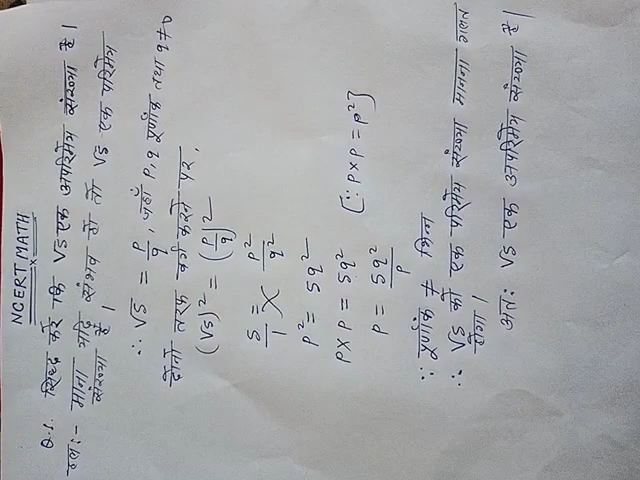 NCERT MATH
Q.1. सिद्ध करें कि √5 एक अपरिमेय संख्या है।
हल:- माना यदि संभव हो तो √5 एक परिमेय
संख्या है।
∴ √5 = p/q, जहाँ p, q पूर्णांक तथा q ≠ 0
दोनों तरफ वर्ग करने पर,
(√5)² = (p/q)²
5/1 = p²/q²
p² = 5q²
p×p = 5q² {∵ p×p = p²}
p = 5q²/p
पूर्णांक ≠ भिन्न
∴ √5 को एक परिमेय संख्या मानना गलत
होगा।
अतः √5 एक अपरिमेय संख्या है।